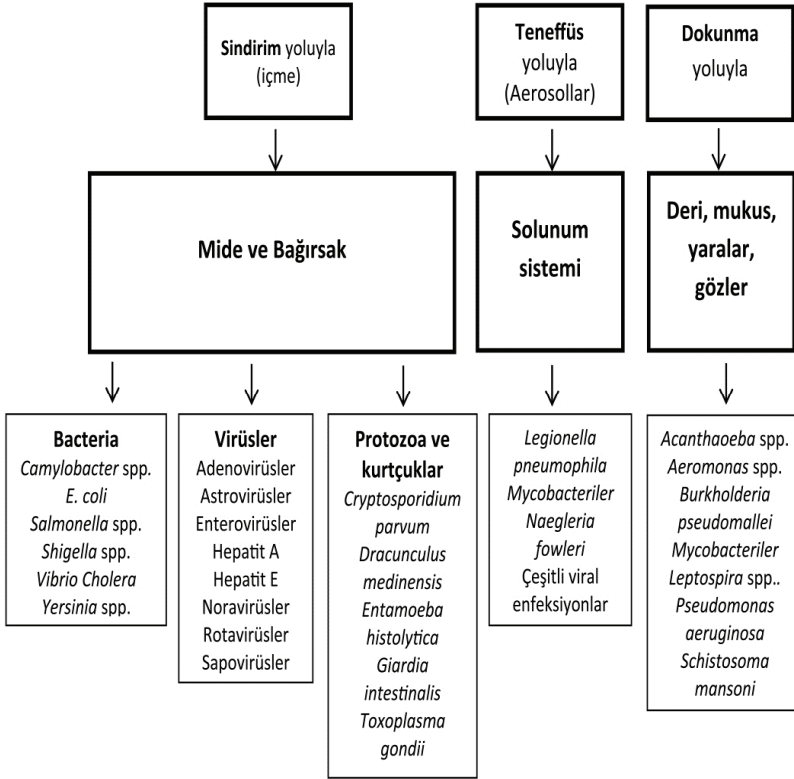 Sindirim yoluyla
(içme)
Teneffüs
yoluyla
(Aerosollar)
Dokunma
yoluyla
Mide ve Bağırsak
Solunum
sistemi
Deri, mukus,
yaralar,
gözler
Bacteria
Camylobacter spp.
E. coli
Salmonella spp.
Shigella spp.
Vibrio Cholera
Yersinia spp.
Virüsler
Adenovirüsler
Astrovirüsler
Enterovirüsler
Hepatit A
Hepatit E
Noravirüsler
Rotavirüsler
Sapovirüsler
Protozoa ve
kurtçuklar
Cryptosporidium
parvum
Dracunculus
medinensis
Entamoeba
histolytica
Giardia
intestinalis
Toxoplasma
gondii
Legionella
pneumophila
Mycobacteriler
Naegleria
fowleri
Çeşitli viral
enfeksiyonlar
Acanthaoeba spp.
Aeromonas spp.
Burkholderia
pseudomallei
Mycobacteriler
Leptospira spp..
Pseudomonas
aeruginosa
Schistosoma
mansoni